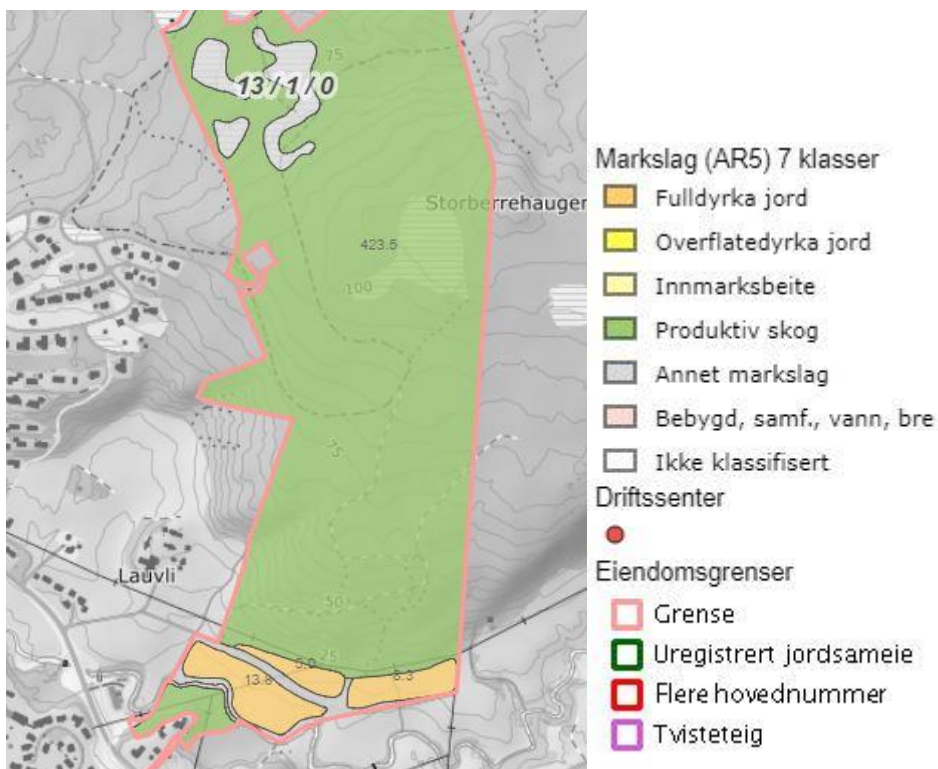 75
13/1/0
Storberrehaugen
423.5
100
75
Lauvli
50
25
13.8
8.3
Markslag (AR5) 7 klasser
Fulldyrka jord
Overflatedyrka jord
Innmarksbeite
Produktiv skog
Annet markslag
Bebygd, samf., vann, bre
Ikke klassifisert
Driftssenter
Eiendomsgrenser
Grense
Uregistrert jordsameie
Flere hovednummer
Tvisteteig